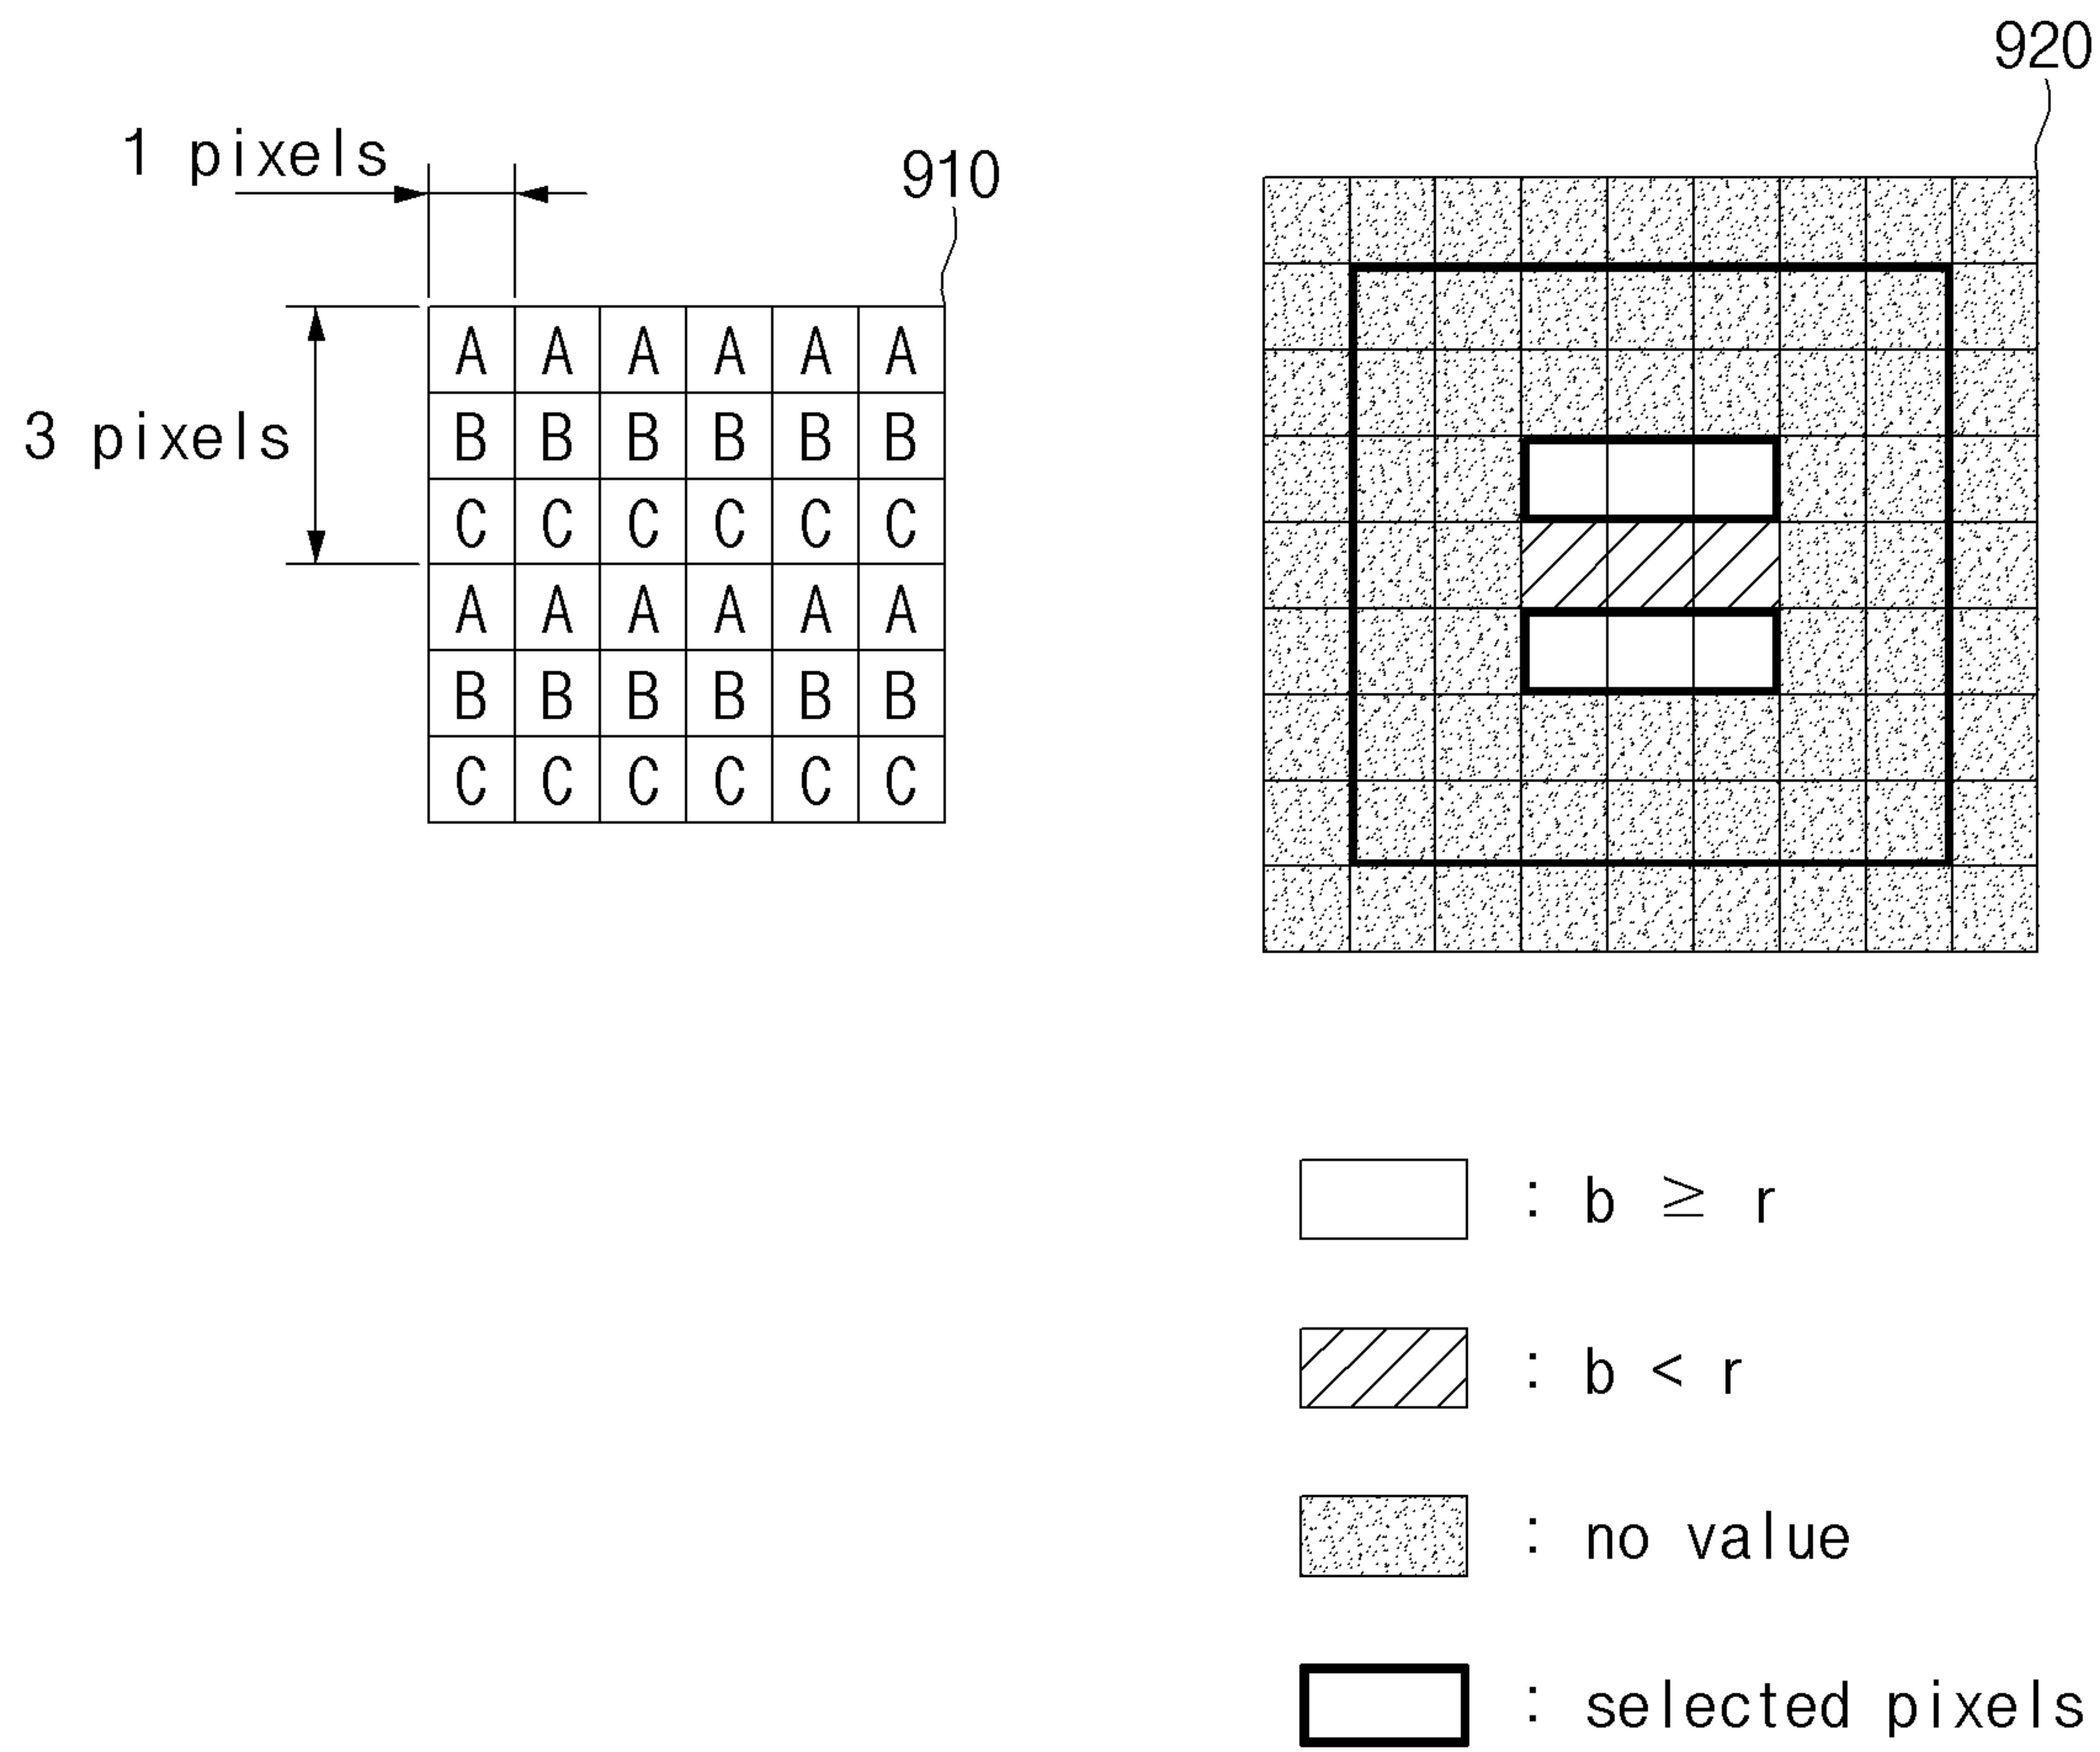 920
1 pixels
910
3 pixels
A A A A A A
B B B B B B
C C C C C C
A A A A A A
B B B B B B
C C C C C C
: b ≥ r
: b < r
: no value
: selected pixels